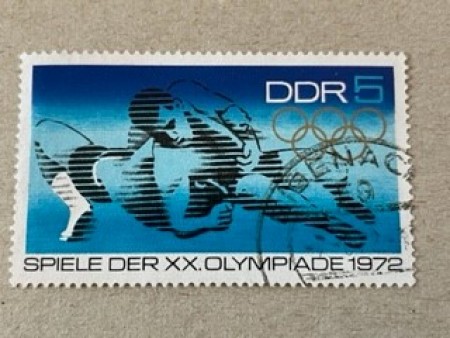 DDR 5
SPIELE DER XX. OLYMPIADE 1972